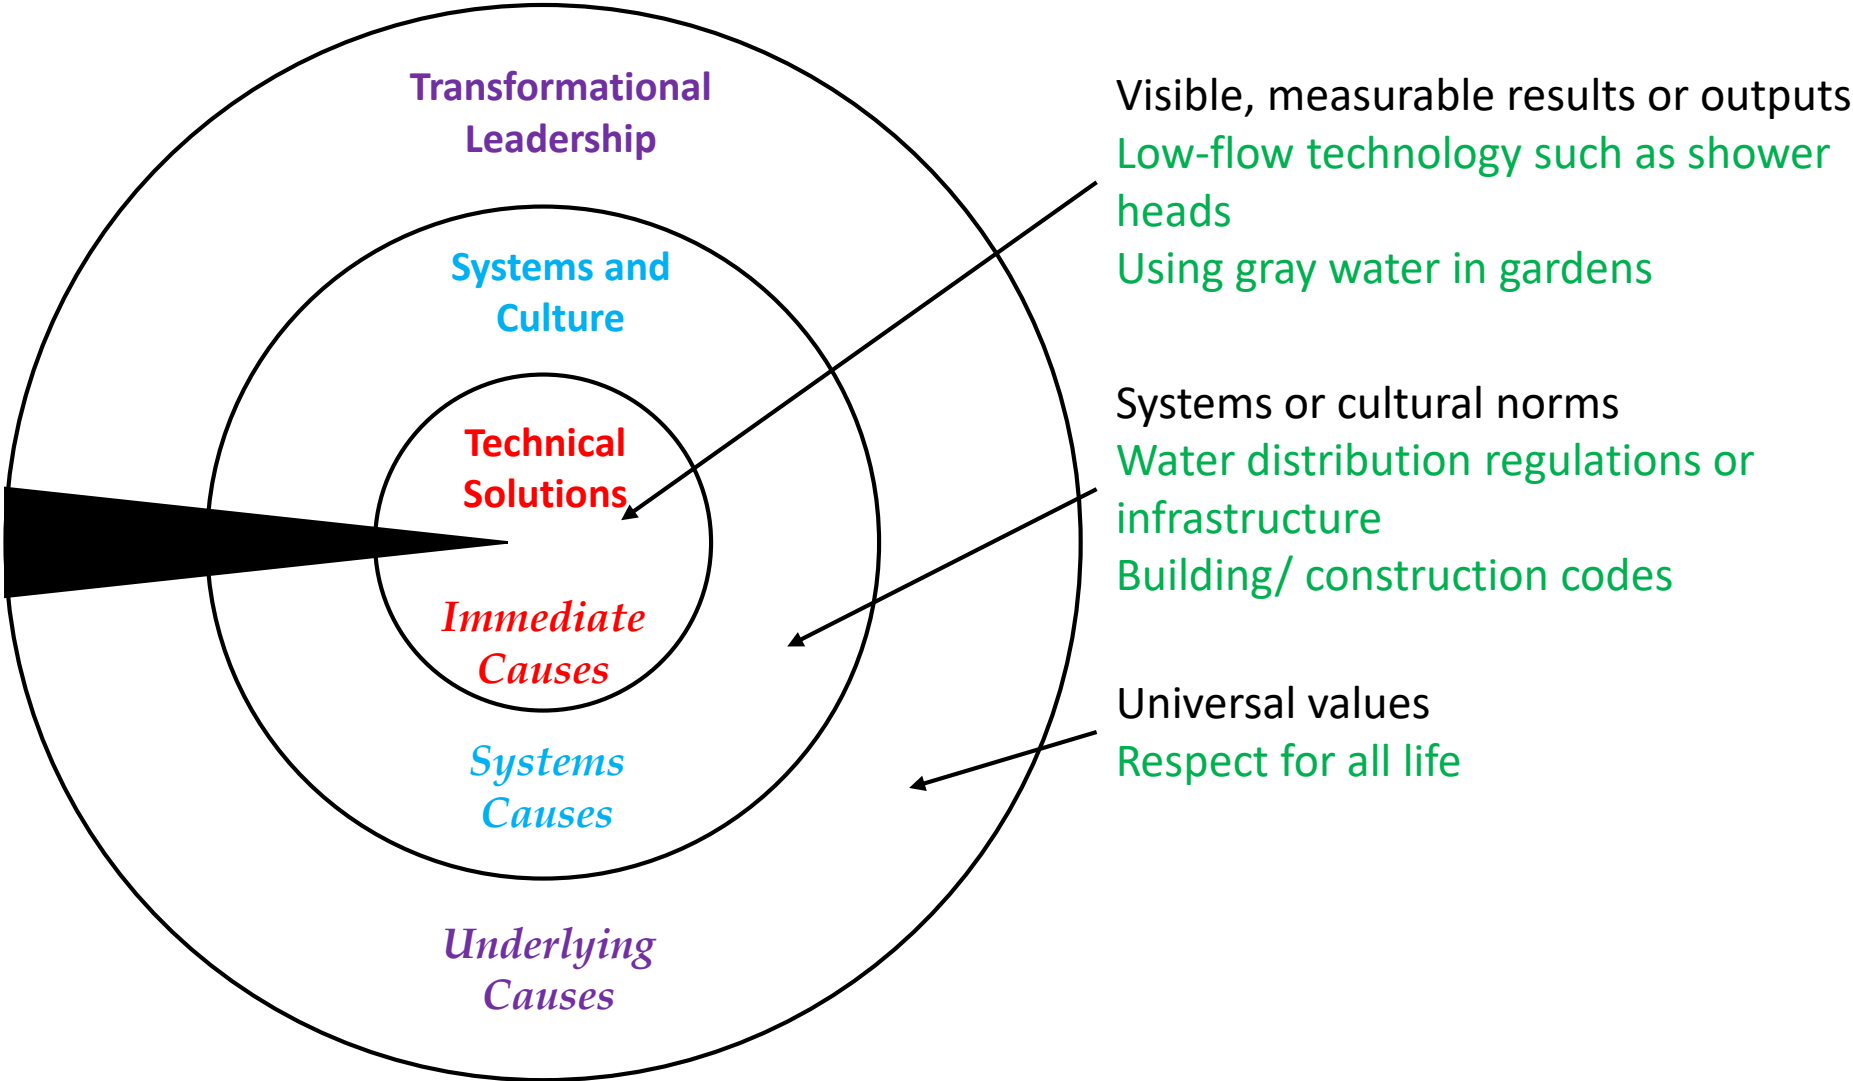 Transformational
Leadership
Systems and
Culture
Technical
Solutions
Immediate
Causes
Systems
Causes
Underlying
Causes
Visible, measurable results or outputs
Low-flow technology such as shower
heads
Using gray water in gardens
Systems or cultural norms
Water distribution regulations or
infrastructure
Building/ construction codes
Universal values
Respect for all life